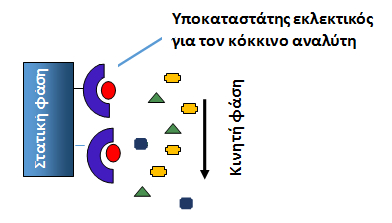 Υποκαταστάτης εκλεκτικός
για τον κόκκινο αναλύτη
Στατική φάση
Κινητή φάση